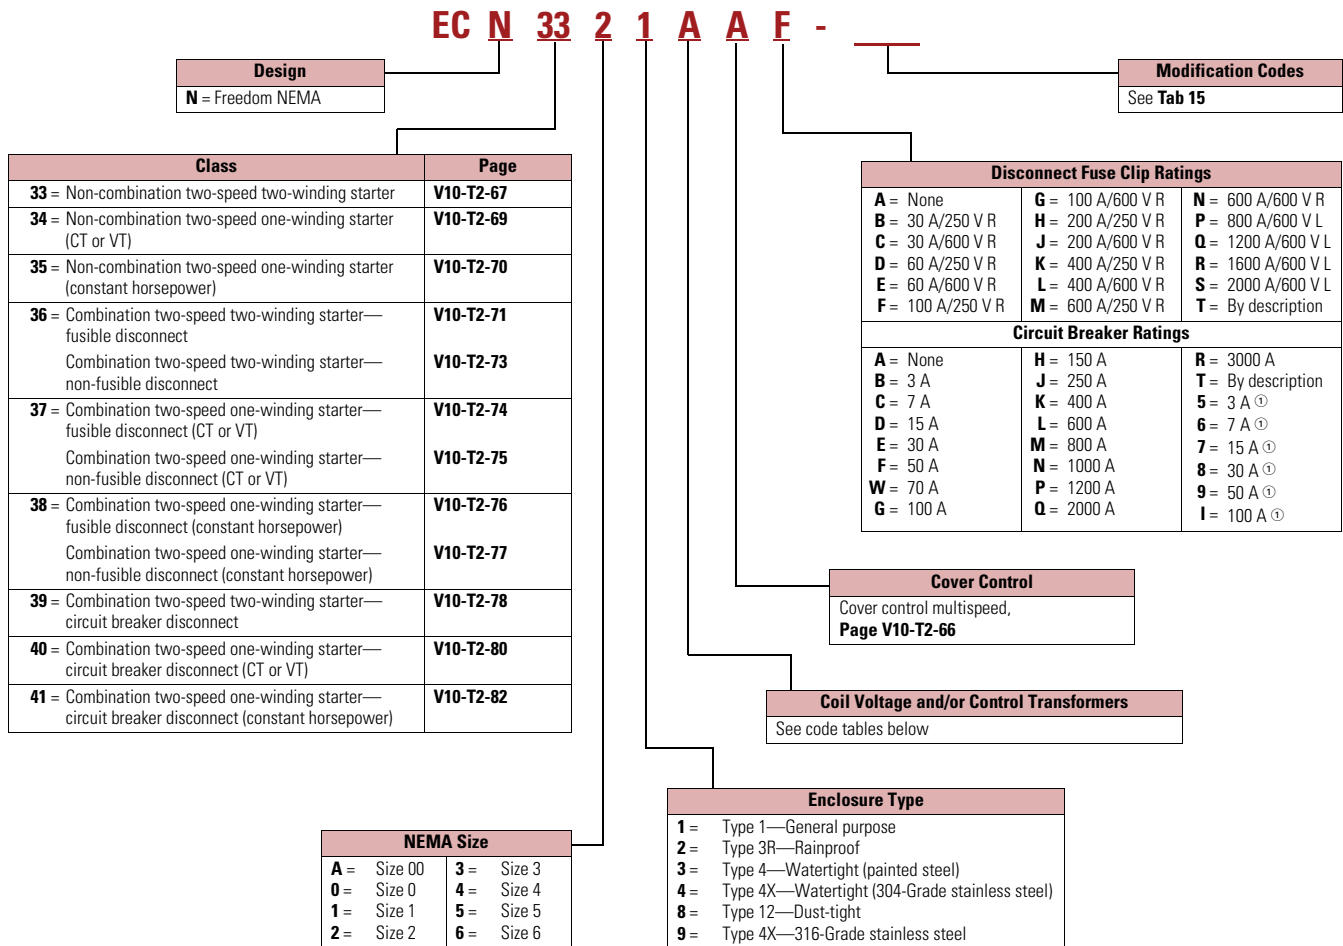 EC N 33 2 1 A A F - ____
Design
N = Freedom NEMA
Modification Codes
See Tab 15
Class Page
33 = Non-combination two-speed two-winding starter V10-T2-67
34 = Non-combination two-speed one-winding starter V10-T2-69
(CT or VT)
35 = Non-combination two-speed one-winding starter V10-T2-70
(constant horsepower)
36 = Combination two-speed two-winding starter— V10-T2-71
fusible disconnect
Combination two-speed two-winding starter— V10-T2-73
non-fusible disconnect
37 = Combination two-speed one-winding starter— V10-T2-74
fusible disconnect (CT or VT)
Combination two-speed one-winding starter— V10-T2-75
non-fusible disconnect (CT or VT)
38 = Combination two-speed one-winding starter— V10-T2-76
fusible disconnect (constant horsepower)
Combination two-speed one-winding starter— V10-T2-77
non-fusible disconnect (constant horsepower)
39 = Combination two-speed two-winding starter— V10-T2-78
circuit breaker disconnect
40 = Combination two-speed one-winding starter— V10-T2-80
circuit breaker disconnect (CT or VT)
41 = Combination two-speed one-winding starter— V10-T2-82
circuit breaker disconnect (constant horsepower)
Disconnect Fuse Clip Ratings
A = None G = 100 A/600 V R N = 600 A/600 V R
B = 30 A/250 V R H = 200 A/250 V R P = 800 A/600 V L
C = 30 A/600 V R J = 200 A/600 V R Q = 1200 A/600 V L
D = 60 A/250 V R K = 400 A/250 V R R = 1600 A/600 V L
E = 60 A/600 V R L = 400 A/600 V R S = 2000 A/600 V L
F = 100 A/250 V R M = 600 A/250 V R T = By description
Circuit Breaker Ratings
A = None H = 150 A R = 3000 A
B = 3 A J = 250 A T = By description
C = 7 A K = 400 A 5 = 3 A ①
D = 15 A L = 600 A 6 = 7 A ①
E = 30 A M = 800 A 7 = 15 A ①
F = 50 A N = 1000 A 8 = 30 A ①
W = 70 A P = 1200 A 9 = 50 A ①
G = 100 A Q = 2000 A I = 100 A ①
Cover Control
Cover control multispeed,
Page V10-T2-66
Coil Voltage and/or Control Transformers
See code tables below
Enclosure Type
1 = Type 1—General purpose
2 = Type 3R—Rainproof
3 = Type 4—Watertight (painted steel)
4 = Type 4X—Watertight (304-Grade stainless steel)
8 = Type 12—Dust-tight
9 = Type 4X—316-Grade stainless steel
NEMA Size
A = Size 00 3 = Size 3
0 = Size 0 4 = Size 4
1 = Size 1 5 = Size 5
2 = Size 2 6 = Size 6